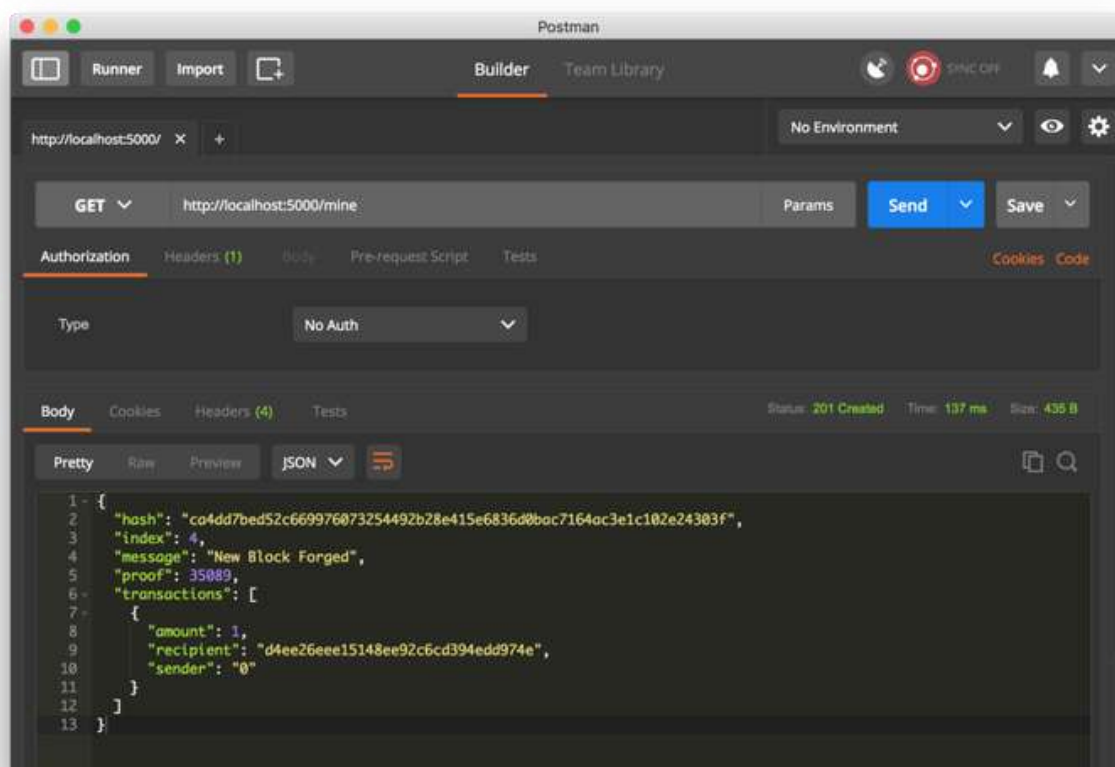 Postman
Runner Import Builder Team Library SYNC OFF
http://localhost:5000/ No Environment
GET http://localhost:5000/mine Params Send Save
Authorization Headers (1) Body Pre-request Script Tests Cookies Code
Type No Auth
Body Cookies Headers (4) Tests Status: 201 Created Time: 137 ms Size: 435 B
Pretty Raw Preview JSON
1 {
2 "hash": "ca4dd7bed52c669976073254492b28e415e6836d0bac7164ac3e1c102e24303f",
3 "index": 4,
4 "message": "New Block Forged",
5 "proof": 35089,
6 "transactions": [
7 {
8 "amount": 1,
9 "recipient": "d4ee26eee15148ee92c6cd394edd974e",
10 "sender": "0"
11 }
12 ]
13 }